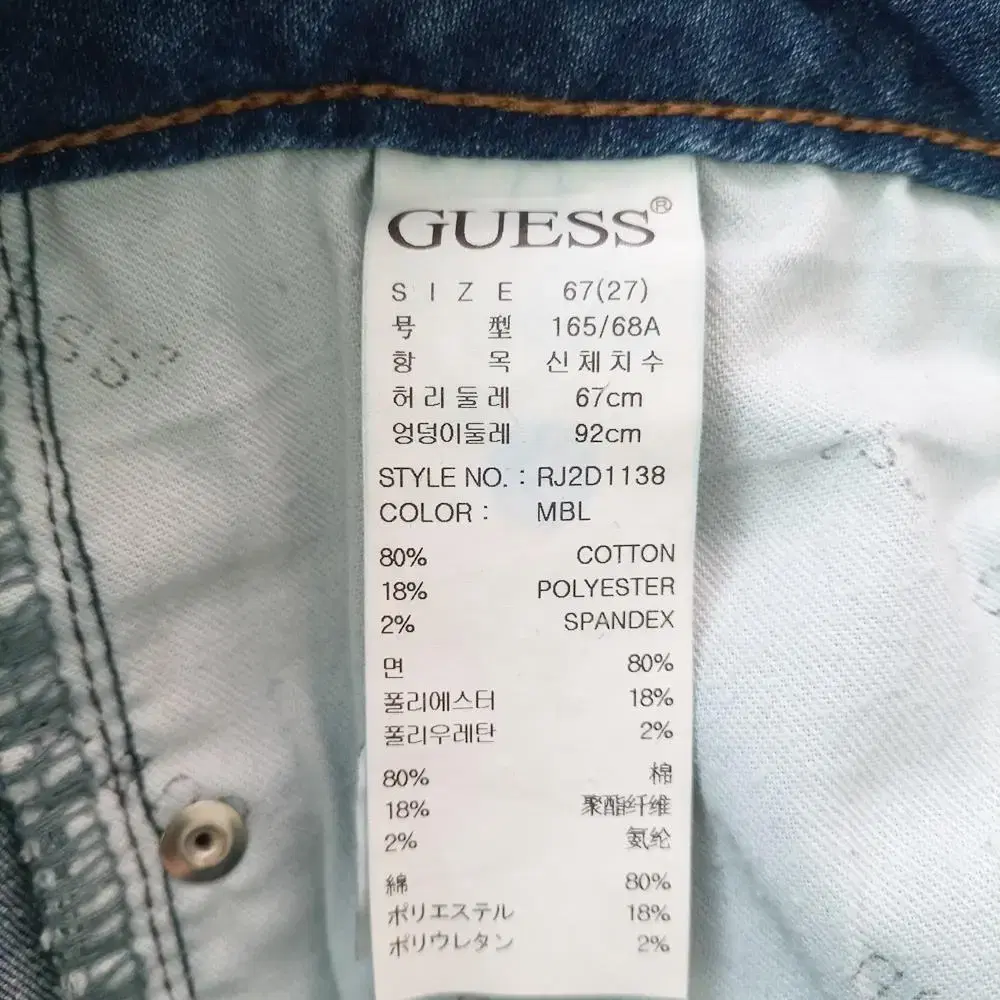 GUESS®
SIZE 67(27)
号型 165/68A
항목 신체치수
허리둘레 67cm
엉덩이둘레 92cm
STYLE NO. : RJ2D1138
COLOR : MBL
80% COTTON
18% POLYESTER
2% SPANDEX
면 80%
폴리에스터 18%
폴리우레탄 2%
80% 棉
18% 聚酯纤维
2% 氨纶
綿 80%
ポリエステル 18%
ポリウレタン 2%